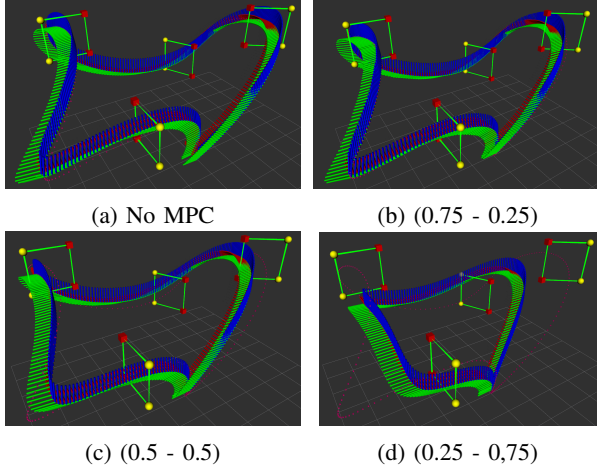 (a) No MPC
(b) (0.75 - 0.25)
(c) (0.5 - 0.5)
(d) (0.25 - 0,75)